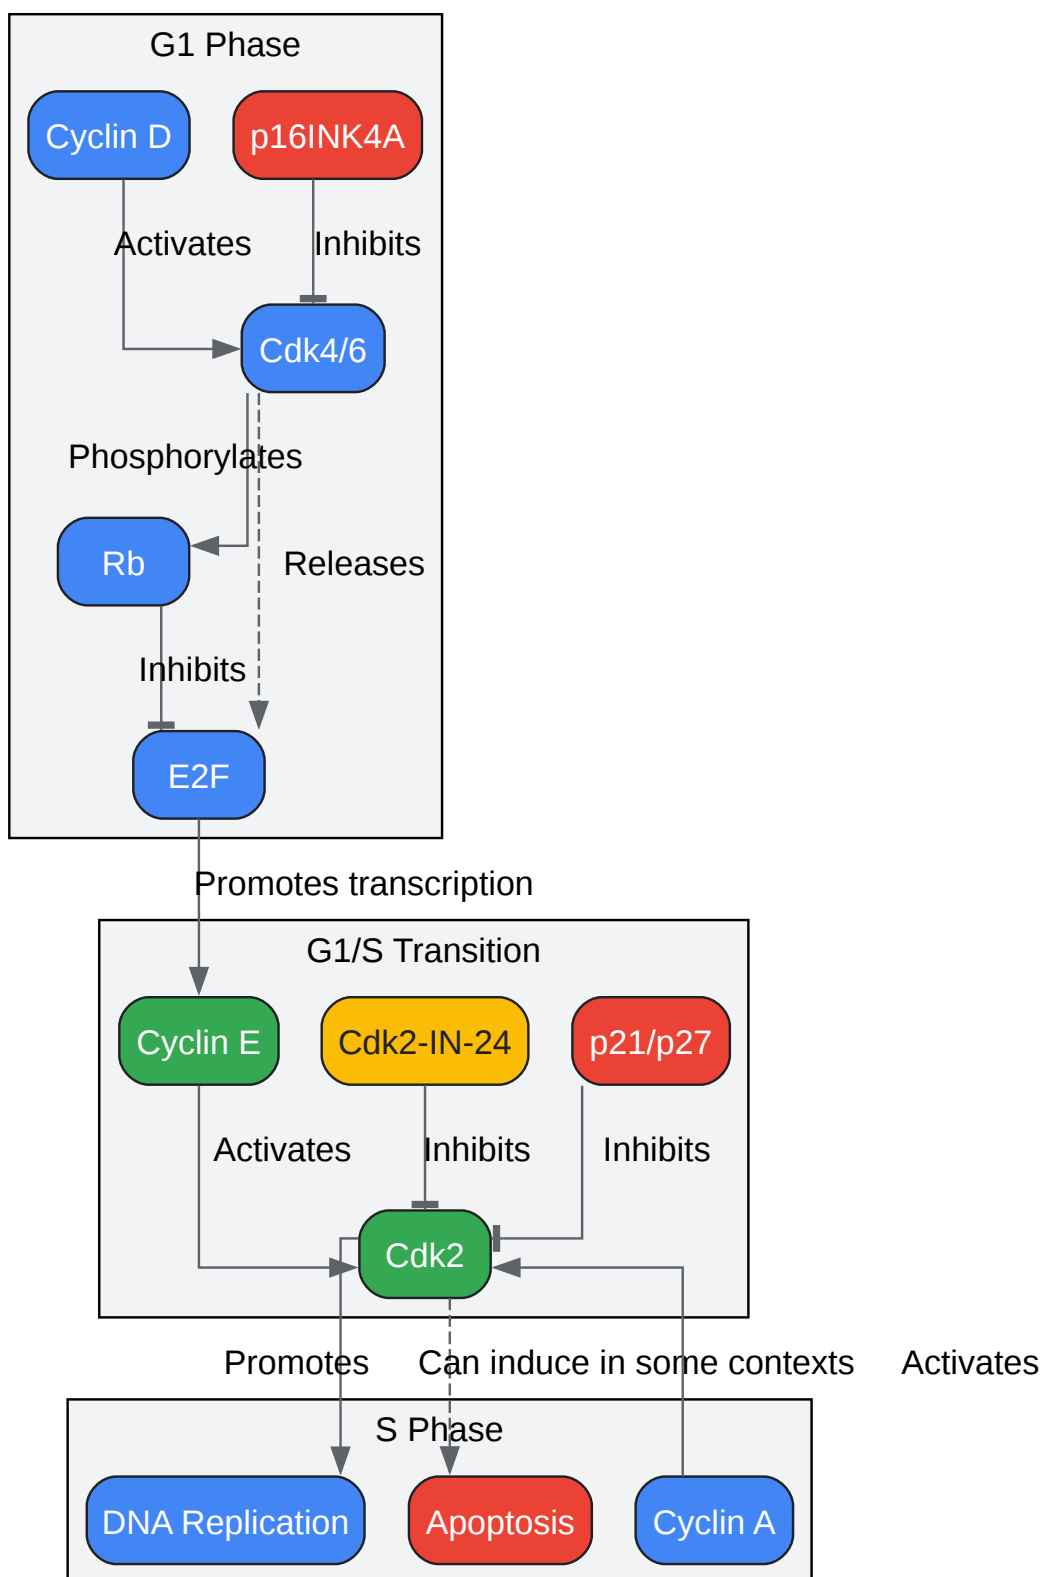 G1 Phase
Cyclin D
p16INK4A
Activates
Inhibits
Cdk4/6
Phosphorylates
Rb
Releases
Inhibits
E2F
Promotes transcription
G1/S Transition
Cyclin E
Cdk2-IN-24
p21/p27
Activates
Inhibits
Inhibits
Cdk2
Promotes
Can induce in some contexts
Activates
S Phase
DNA Replication
Apoptosis
Cyclin A